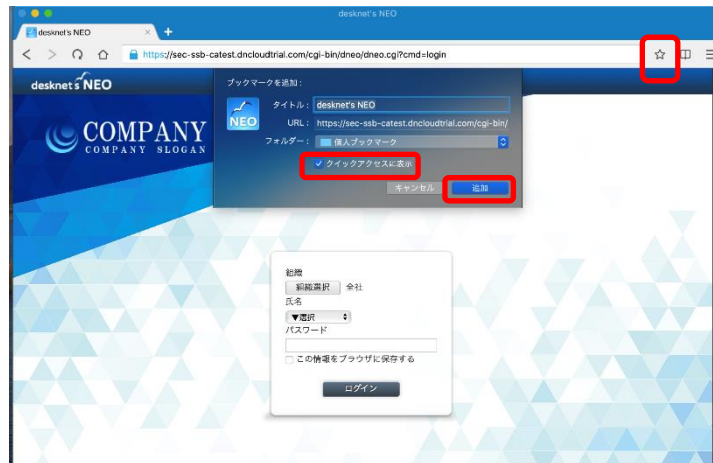 desknet's NEO
desknet's NEO
https://sec-ssb-catest.dncloudtrial.com/cgi-bin/dneo/dneo.cgi?cmd=login
desknet's NEO
ブックマークを追加:
タイトル: desknet's NEO
NEO
URL: https://sec-ssb-catest.dncloudtrial.com/cgi-bin/
フォルダー: 個人ブックマーク
クイックアクセスに表示
キャンセル 追加
COMPANY
COMPANY SLOGAN
組織
組織選択 全社
氏名
▼選択
パスワード
この情報をブラウザに保存する
ログイン